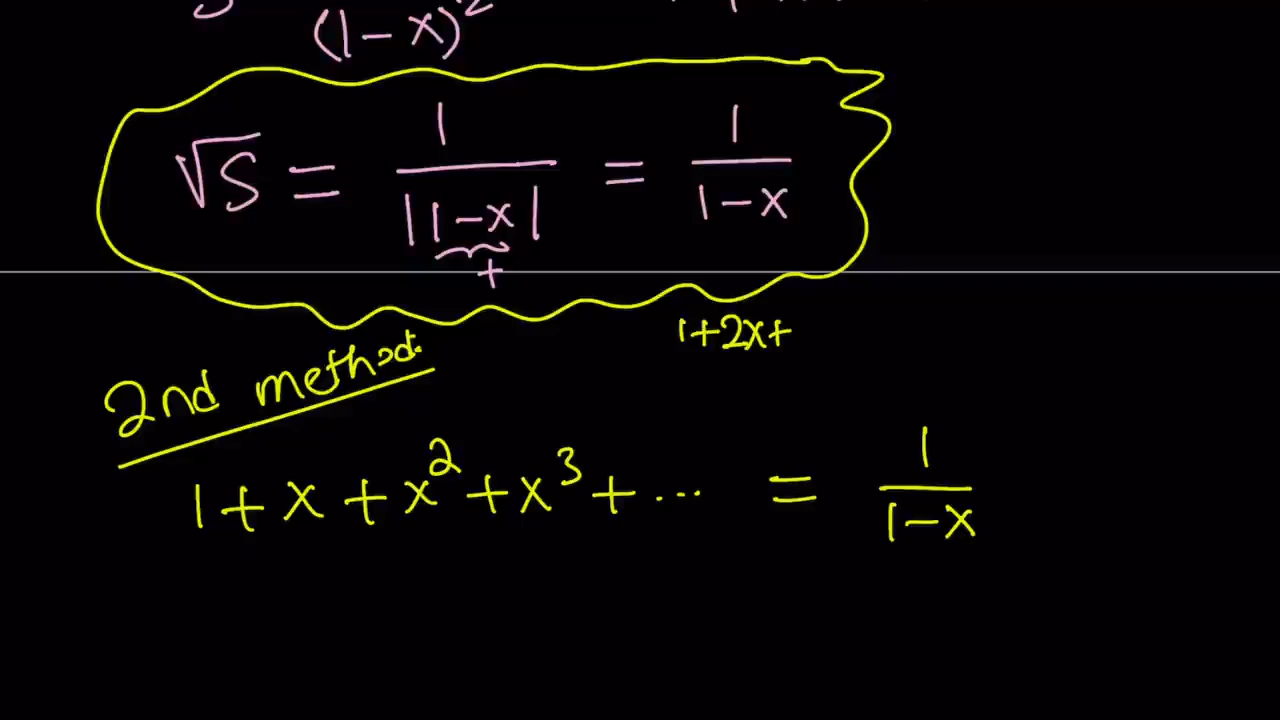 (1-x)²
√S = 1/|1-x| = 1/(1-x)
+
1+2x+
2nd method.
1+x+x²+x³+... = 1/(1-x)